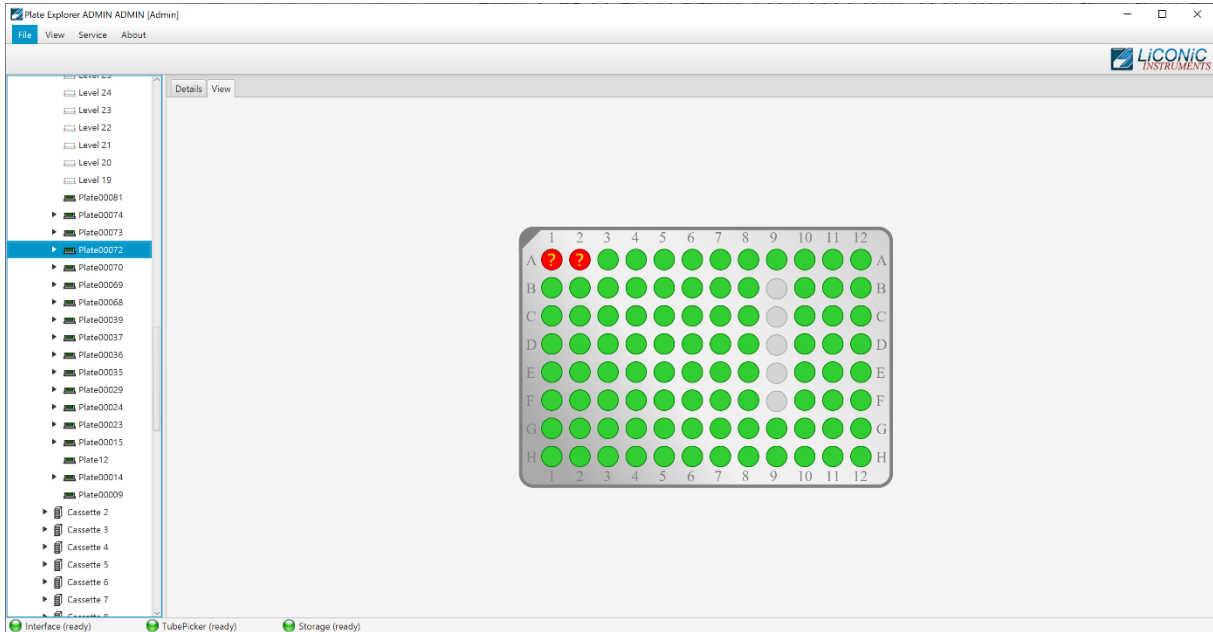 Plate Explorer ADMIN ADMIN [Admin]
File View Service About
LiCONiC
INSTRUMENTS
Level 24
Level 23
Level 22
Level 21
Level 20
Level 19
Plate00081
Plate00074
Plate00073
Plate00072
Plate00070
Plate00069
Plate00068
Plate00039
Plate00037
Plate00036
Plate00035
Plate00029
Plate00024
Plate00023
Plate00015
Plate12
Plate00014
Plate00009
Cassette 2
Cassette 3
Cassette 4
Cassette 5
Cassette 6
Cassette 7
Details View
1 2 3 4 5 6 7 8 9 10 11 12
A ? ? A
B B
C C
D D
E E
F F
G G
H H
1 2 3 4 5 6 7 8 9 10 11 12
Interface (ready) TubePicker (ready) Storage (ready)